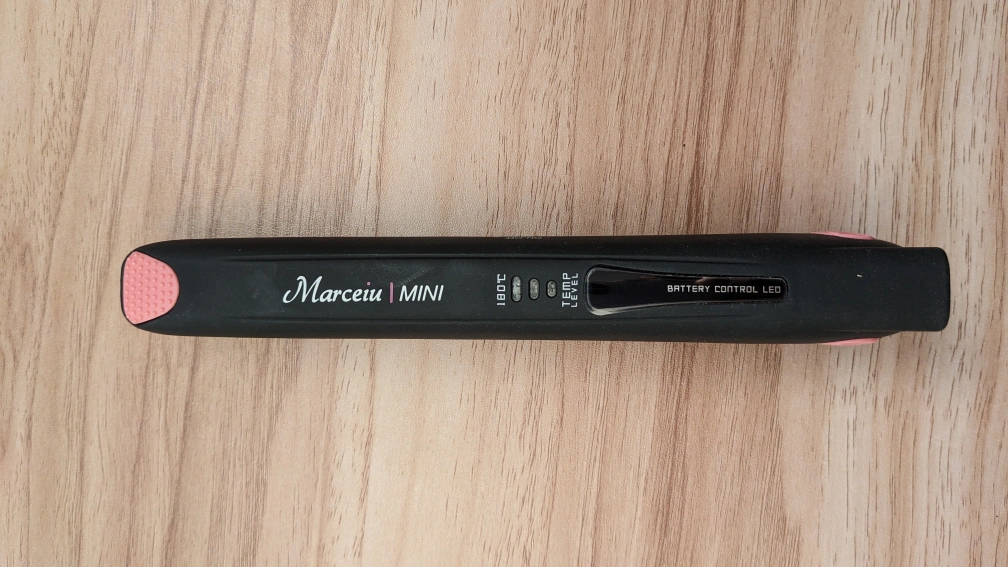 Marceiu | MINI
180℃
TEMP
LEVEL
BATTERY CONTROL LED